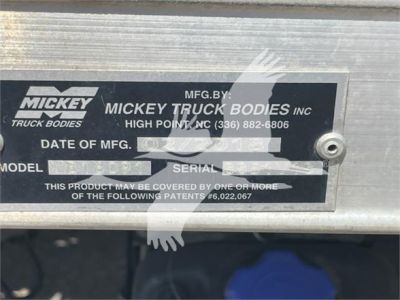 MICKEY
TRUCK BODIES
MFG.BY:
MICKEY TRUCK BODIES INC
HIGH POINT, NC (336) 882-6806
DATE OF MFG.
MODEL SERIAL
THIS PRODUCT MAY BE COVERED BY ONE OR MORE
OF THE FOLLOWING PATENTS #6,022,067